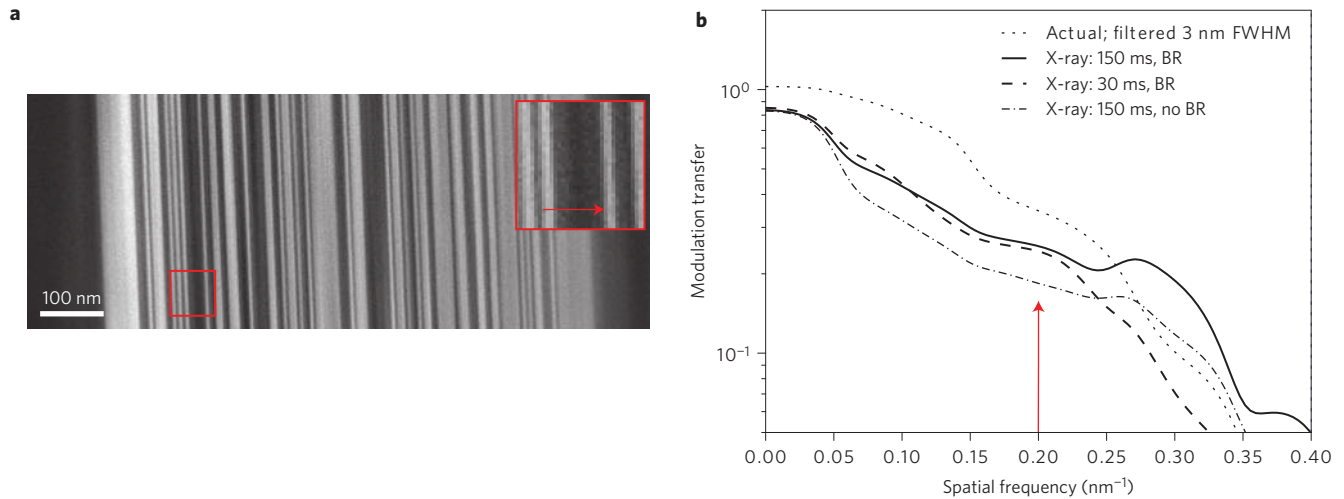 a
100 nm
b
Actual; filtered 3 nm FWHM
X-ray: 150 ms, BR
X-ray: 30 ms, BR
X-ray: 150 ms, no BR
Modulation transfer
10⁰
10⁻¹
0.00 0.05 0.10 0.15 0.20 0.25 0.30 0.35 0.40
Spatial frequency (nm⁻¹)